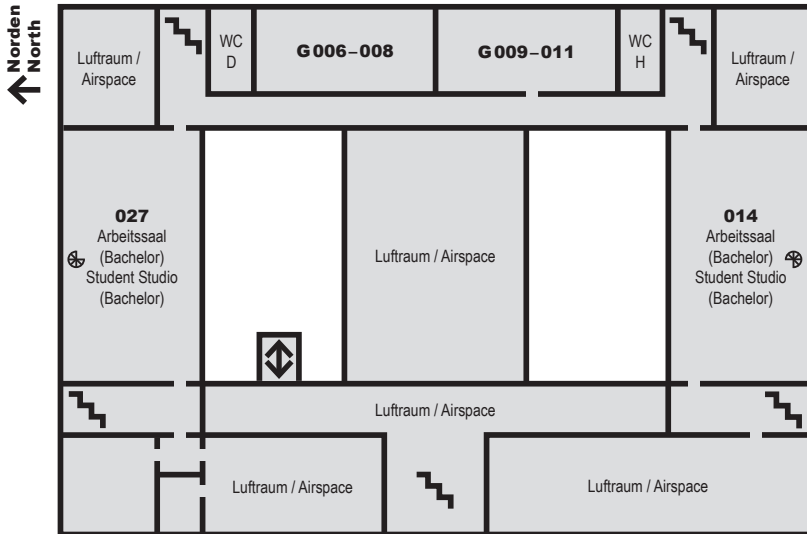 Norden
North
Luftraum /
Airspace
WC
D
G006–008
G009–011
WC
H
Luftraum /
Airspace
027
Arbeitssaal
(Bachelor)
Student Studio
(Bachelor)
Luftraum / Airspace
014
Arbeitssaal
(Bachelor)
Student Studio
(Bachelor)
Luftraum / Airspace
Luftraum / Airspace
Luftraum / Airspace